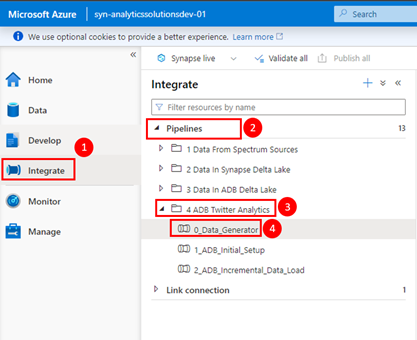 Microsoft Azure
syn-analyticssolutionsdev-01
Search
We use optional cookies to provide a better experience. Learn more
Synapse live
Validate all
Publish all
Home
Data
Develop
1
Integrate
Monitor
Manage
Integrate
Filter resources by name
Pipelines
2
13
1 Data From Spectrum Sources
2 Data In Synapse Delta Lake
3 Data In ADB Delta Lake
4 ADB Twitter Analytics
3
0_Data_Generator
4
1_ADB_Initial_Setup
2_ADB_Incremental_Data_Load
Link connection
1